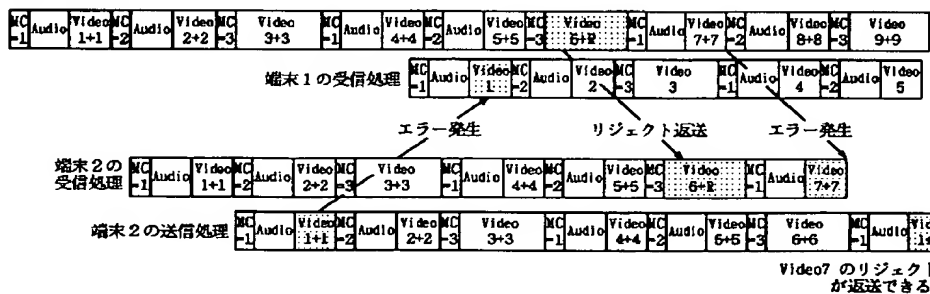 MC-1 Audio Video 1+1 MC-2 Audio Video 2+2 MC-3 Video 3+3 MC-1 Audio Video 4+4 MC-2 Audio Video 5+5 MC-3 Video 6+R MC-1 Audio Video 7+7 MC-2 Audio Video 8+8 MC-3 Video 9+9
端末1の受信処理 MC-1 Audio Video 1 MC-2 Audio Video 2 MC-3 Video 3 MC-1 Audio Video 4 MC-2 Audio Video 5
エラー発生 リジェクト返送 エラー発生
端末2の
受信処理 MC-1 Audio Video 1+1 MC-2 Audio Video 2+2 MC-3 Video 3+3 MC-1 Audio Video 4+4 MC-2 Audio Video 5+5 MC-3 Video 6+R MC-1 Audio Video 7+7
端末2の送信処理 MC-1 Audio Video 1+1 MC-2 Audio Video 2+2 MC-3 Video 3+3 MC-1 Audio Video 4+4 MC-2 Audio Video 5+5 MC-3 Video 6+6 MC-1 Audio
Video7 のリジェクト
が返送できる